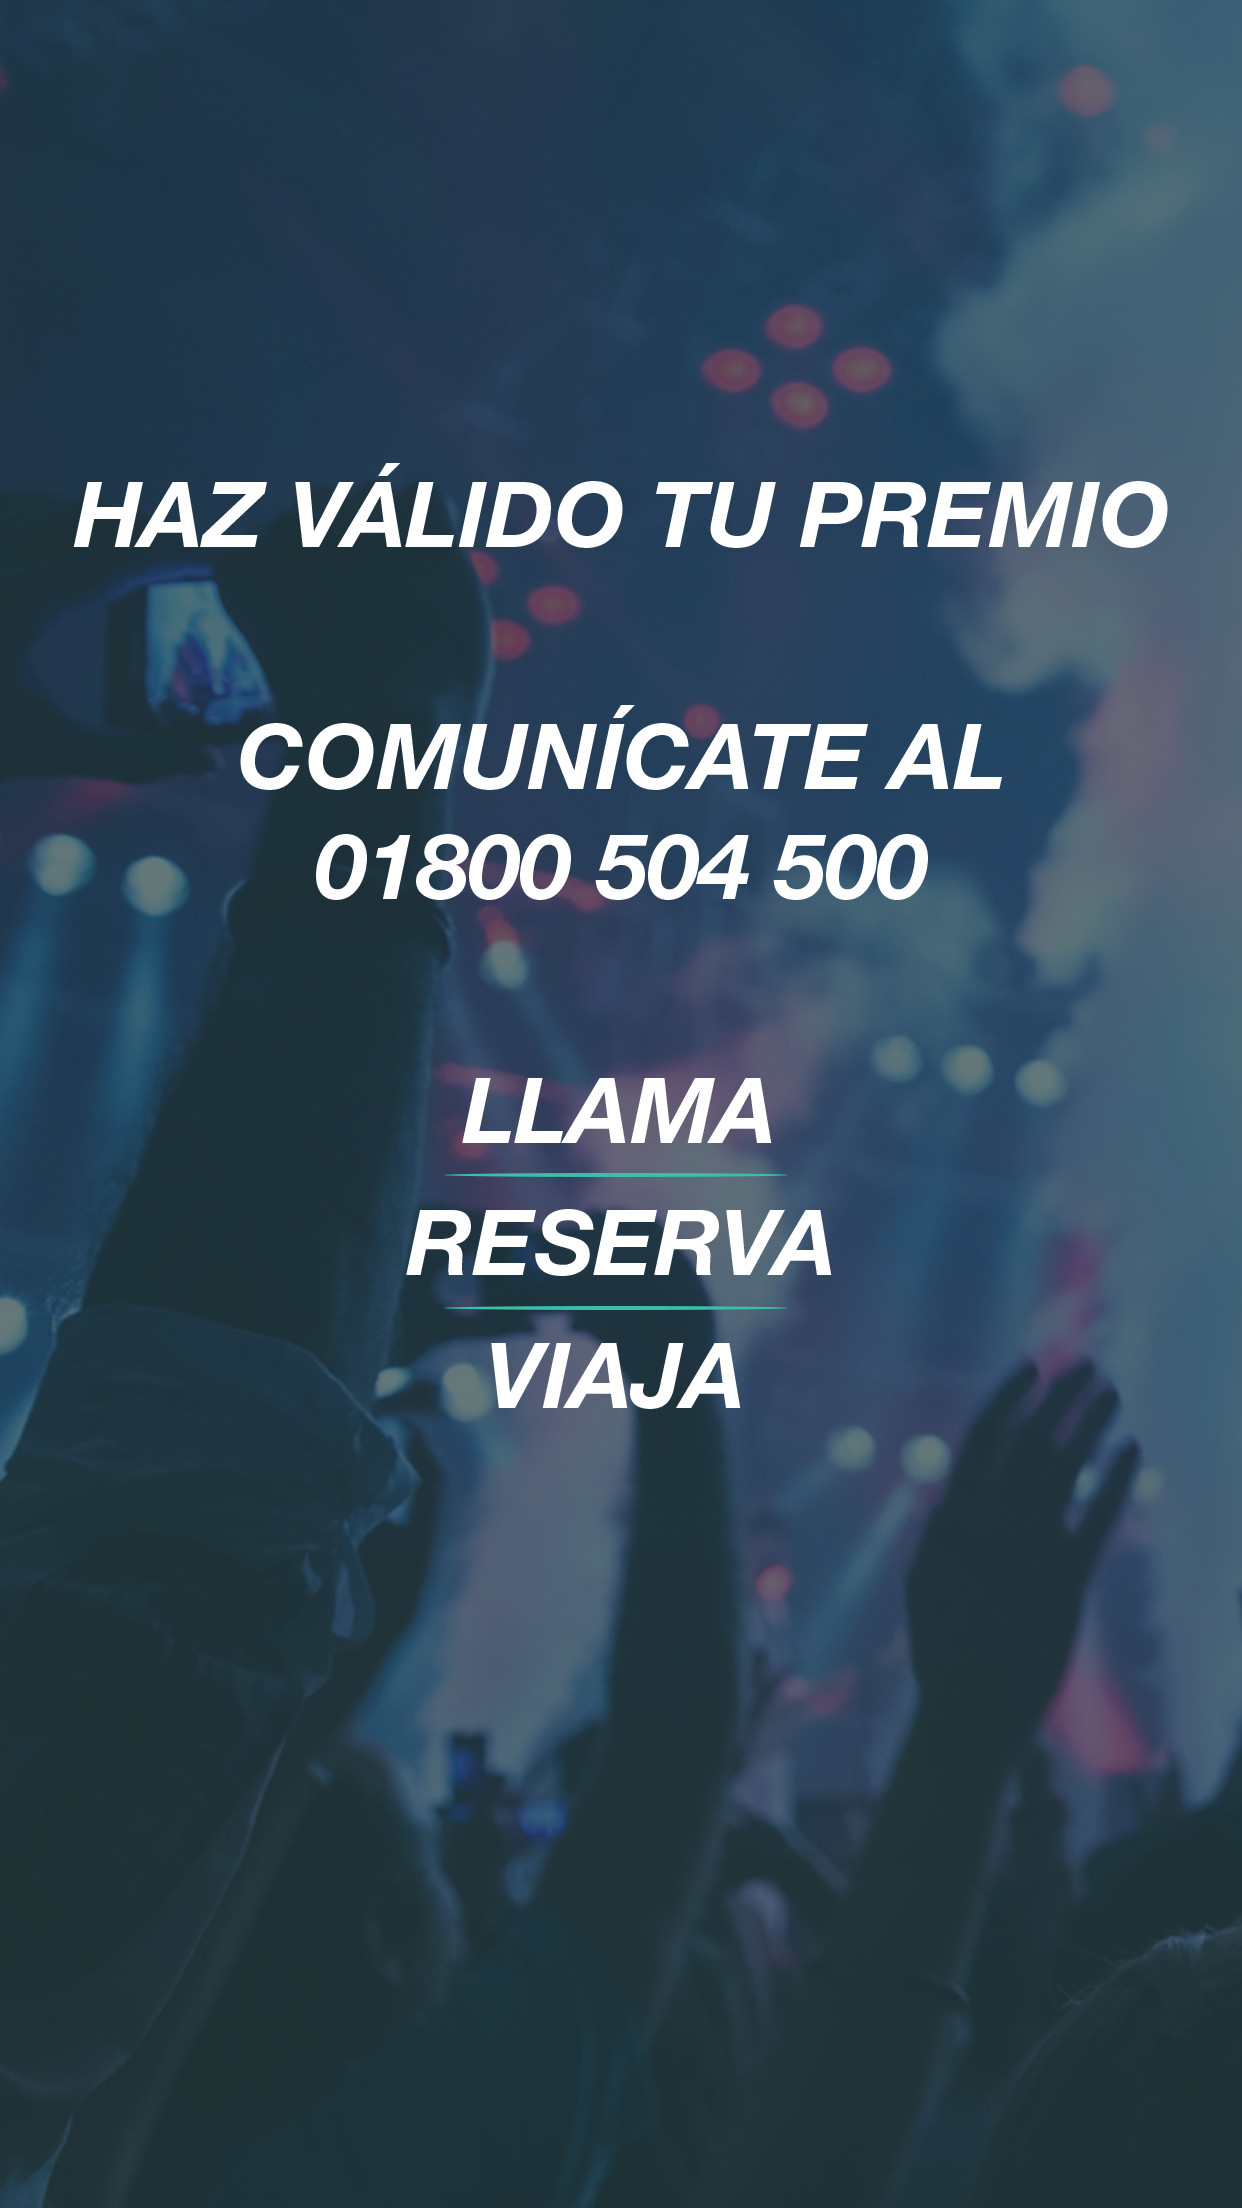 HAZ VÁLIDO TU PREMIO
COMUNÍCATE AL
01800 504 500
LLAMA
RESERVA
VIAJA